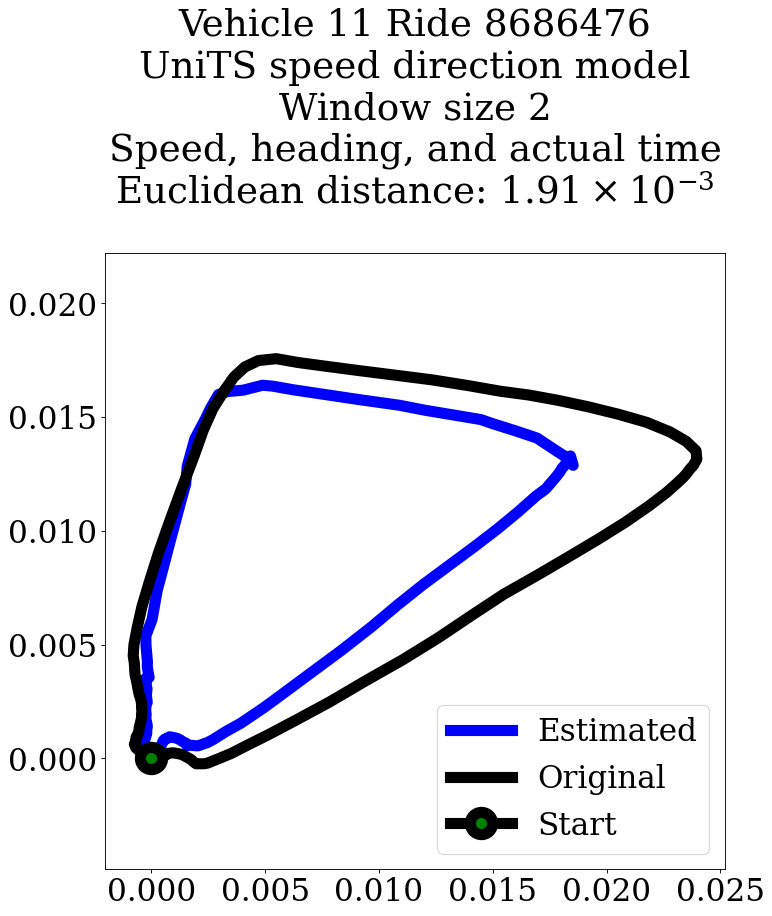 Vehicle 11 Ride 8686476
UniTS speed direction model
Window size 2
Speed, heading, and actual time
Euclidean distance: 1.91 × 10⁻³
0.020
0.015
0.010
0.005
0.000
Estimated
Original
Start
0.000 0.005 0.010 0.015 0.020 0.025